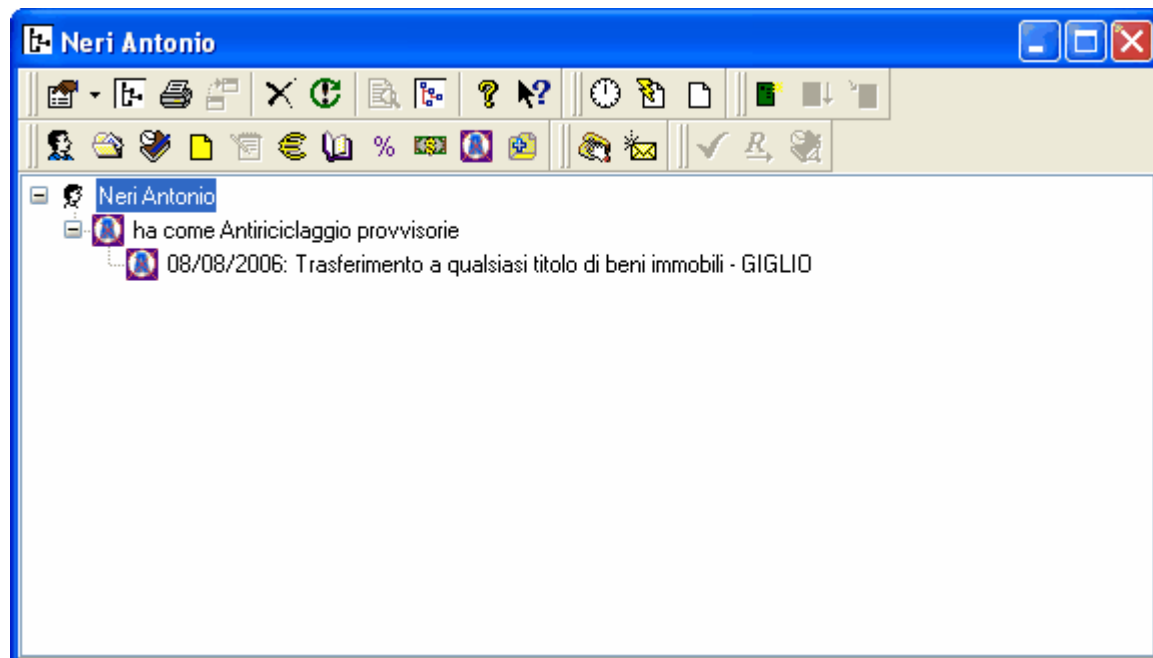 Neri Antonio
Neri Antonio
ha come Antiriciclaggio provvisorie
08/08/2006: Trasferimento a qualsiasi titolo di beni immobili - GIGLIO